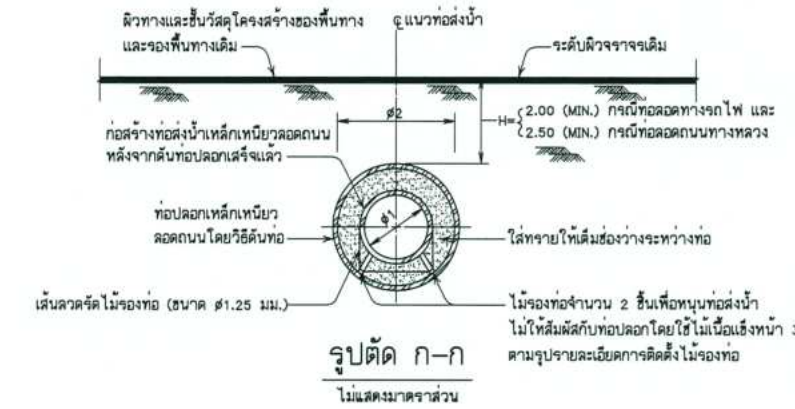 ผิวทางและชั้นวัสดุโครงสร้างของพื้นทาง
และรองพื้นทางเดิม
℄ แนวท่อส่งน้ำ
ระดับผิวจราจรเดิม
ø2
H=
2.00 (MIN.) กรณีท่อลอดทางรถไฟ และ
2.50 (MIN.) กรณีท่อลอดถนนทางหลวง
ก่อสร้างท่อส่งน้ำเหล็กเหนียวลอดถนน
หลังจากดันท่อปลอกเสร็จแล้ว
ø1
ท่อปลอกเหล็กเหนียว
ลอดถนนโดยวิธีดันท่อ
ใส่ทรายให้เต็มช่องว่างระหว่างท่อ
เส้นลวดรัดไม้รองท่อ (ขนาด ø1.25 มม.)
ไม้รองท่อจำนวน 2 ชิ้นเพื่อหนุนท่อส่งน้ำ
ไม่ให้สัมผัสกับท่อปลอกโดยใช้ไม้เนื้อแข็งหน้า
ตามรูปรายละเอียดการติดตั้งไม้รองท่อ
รูปตัด ก-ก
ไม่แสดงมาตราส่วน